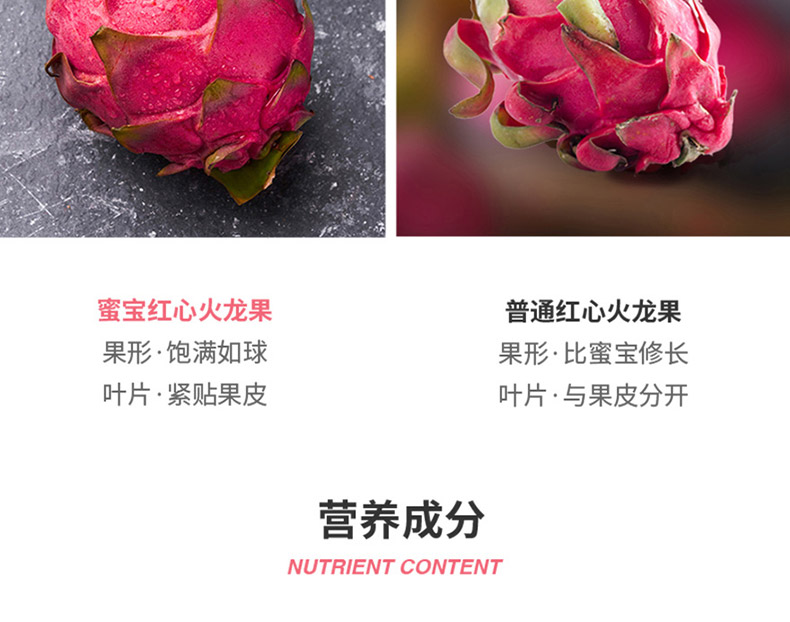 蜜宝红心火龙果
果形·饱满如球
叶片·紧贴果皮
普通红心火龙果
果形·比蜜宝修长
叶片·与果皮分开
营养成分
NUTRIENT CONTENT